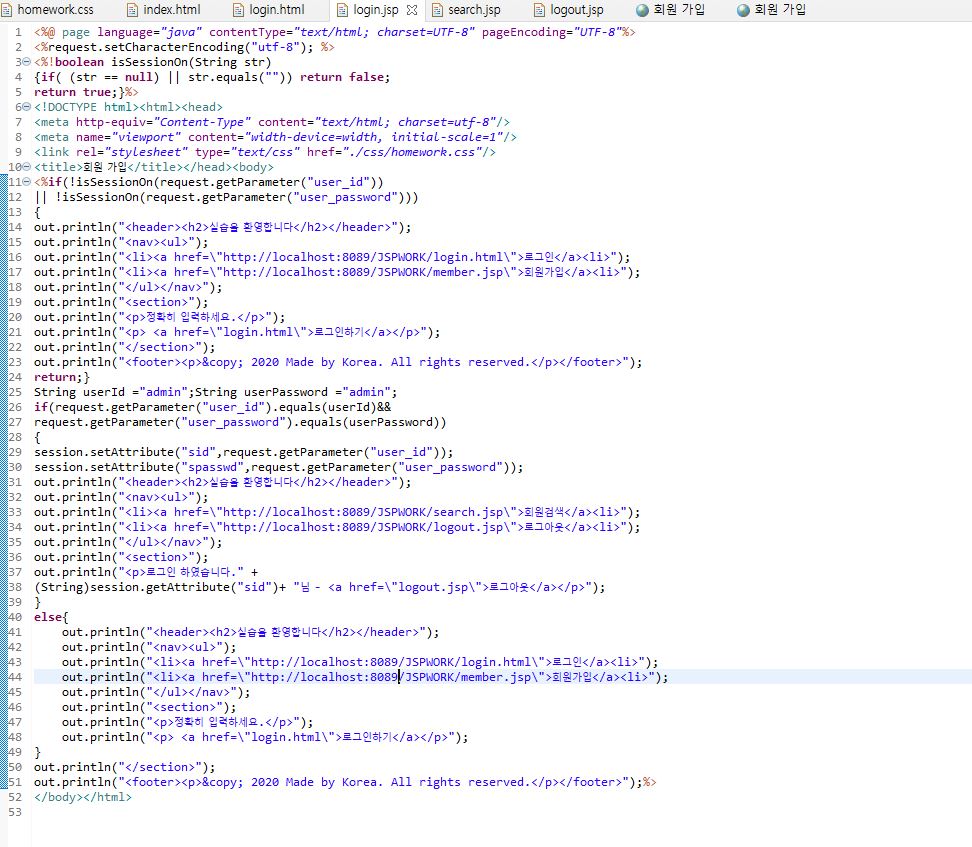 homework.css index.html login.html login.jsp search.jsp logout.jsp 회원 가입 회원 가입
1 <%@ page language="java" contentType="text/html; charset=UTF-8" pageEncoding="UTF-8"%>
2 <%request.setCharacterEncoding("utf-8"); %>
3 <%!boolean isSessionOn(String str)
4 {if( (str == null) || str.equals("")) return false;
5 return true;}%>
6 <!DOCTYPE html><html><head>
7 <meta http-equiv="Content-Type" content="text/html; charset=utf-8"/>
8 <meta name="viewport" content="width-device=width, initial-scale=1"/>
9 <link rel="stylesheet" type="text/css" href="./css/homework.css"/>
10 <title>회원 가입</title></head><body>
11 <%if(!isSessionOn(request.getParameter("user_id"))
12 || !isSessionOn(request.getParameter("user_password")))
13 {
14 out.println("<header><h2>실습을 환영합니다</h2></header>");
15 out.println("<nav><ul>");
16 out.println("<li><a href=\"http://localhost:8089/JSPWORK/login.html\">로그인</a><li>");
17 out.println("<li><a href=\"http://localhost:8089/JSPWORK/member.jsp\">회원가입</a><li>");
18 out.println("</ul></nav>");
19 out.println("<section>");
20 out.println("<p>정확히 입력하세요.</p>");
21 out.println("<p> <a href=\"login.html\">로그인하기</a></p>");
22 out.println("</section>");
23 out.println("<footer><p>&copy; 2020 Made by Korea. All rights reserved.</p></footer>");
24 return;}
25 String userId ="admin";String userPassword ="admin";
26 if(request.getParameter("user_id").equals(userId)&&
27 request.getParameter("user_password").equals(userPassword))
28 {
29 session.setAttribute("sid",request.getParameter("user_id"));
30 session.setAttribute("spasswd",request.getParameter("user_password"));
31 out.println("<header><h2>실습을 환영합니다</h2></header>");
32 out.println("<nav><ul>");
33 out.println("<li><a href=\"http://localhost:8089/JSPWORK/search.jsp\">회원검색</a><li>");
34 out.println("<li><a href=\"http://localhost:8089/JSPWORK/logout.jsp\">로그아웃</a><li>");
35 out.println("</ul></nav>");
36 out.println("<section>");
37 out.println("<p>로그인 하였습니다." +
38 (String)session.getAttribute("sid")+ "님 - <a href=\"logout.jsp\">로그아웃</a></p>");
39 }
40 else{
41 out.println("<header><h2>실습을 환영합니다</h2></header>");
42 out.println("<nav><ul>");
43 out.println("<li><a href=\"http://localhost:8089/JSPWORK/login.html\">로그인</a><li>");
44 out.println("<li><a href=\"http://localhost:8089/JSPWORK/member.jsp\">회원가입</a><li>");
45 out.println("</ul></nav>");
46 out.println("<section>");
47 out.println("<p>정확히 입력하세요.</p>");
48 out.println("<p> <a href=\"login.html\">로그인하기</a></p>");
49 }
50 out.println("</section>");
51 out.println("<footer><p>&copy; 2020 Made by Korea. All rights reserved.</p></footer>");%>
52 </body></html>
53